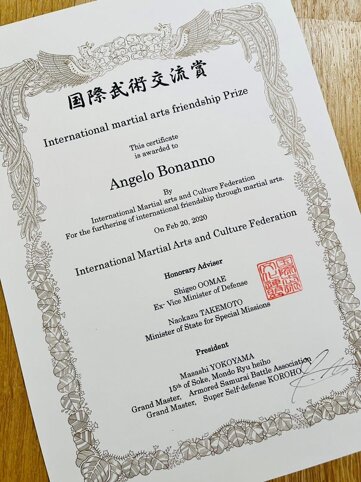 国際武術交流賞
International martial arts friendship Prize
This certificate
is awarded to
Angelo Bonanno
By
International Martial arts and Culture Federation
For the furthering of international friendship through martial arts.
On Feb 20, 2020
International Martial Arts and Culture Federation
Honorary Adviser
Shigeo OOMAE
Ex- Vice Minister of Defense
Naokazu TAKEMOTO
Minister of State for Special Missions
President
Masashi YOKOYAMA
15th of Soke, Mondo Ryu heiho
Grand Master, Armored Samurai Battle Association
Grand Master, Super Self-defense KOROHO